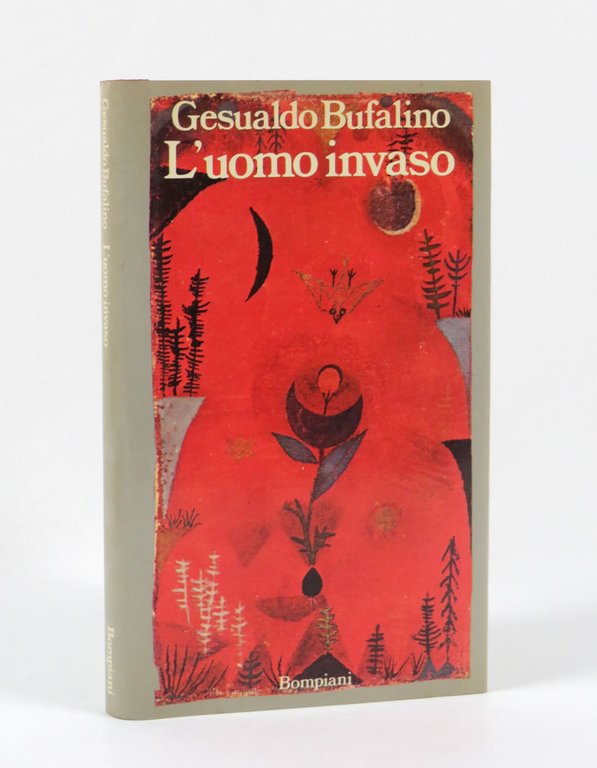 Gesualdo Bufalino
L'uomo invaso
Bompiani
Gesualdo Bufalino L'uomo invaso
Bompiani